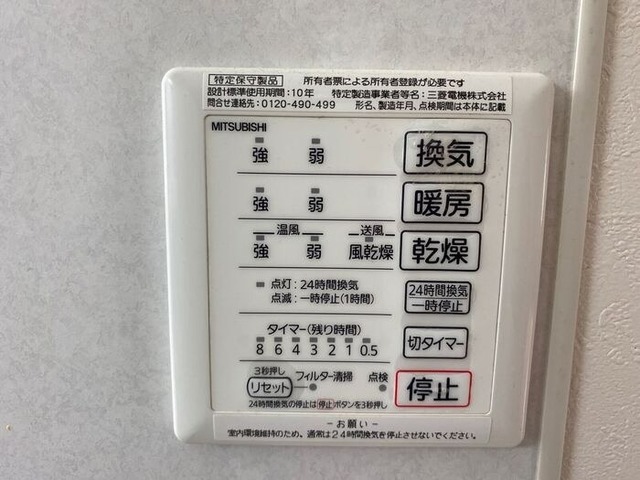 特定保守製品 所有者票による所有者登録が必要です
設計標準使用期間：10年 特定製造事業者等名：三菱電機株式会社
問合せ連絡先：0120-490-499 形名、製造年月、点検期間は本体に記載
MITSUBISHI
強 弱 換気
強 弱 暖房
温風 送風
強 弱 風乾燥 乾燥
点灯：24時間換気
点滅：一時停止(1時間)
24時間換気
一時停止
タイマー(残り時間)
8 6 4 3 2 1 0.5
切タイマー
3秒押し
リセット フィルター清掃 点検
停止
24時間換気の停止は停止ボタンを3秒押し
－お願い－
室内環境維持のため、通常は24時間換気を停止させないでください。